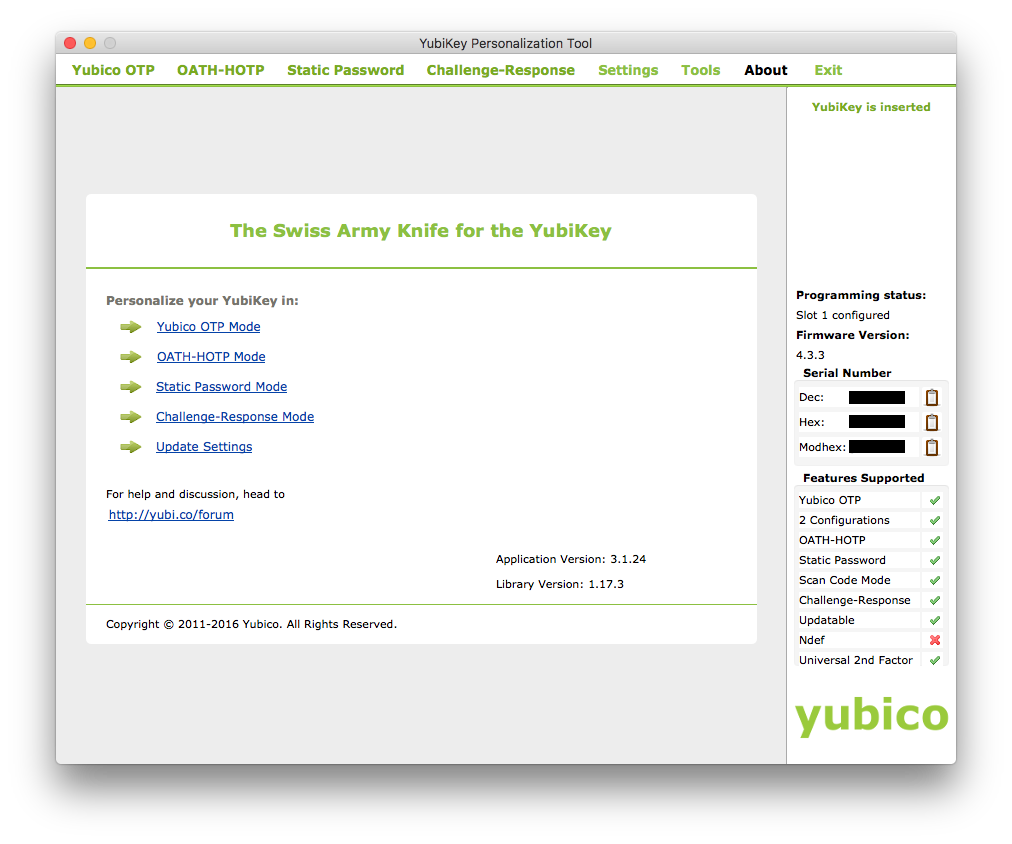 YubiKey Personalization Tool
Yubico OTP OATH-HOTP Static Password Challenge-Response Settings Tools About Exit
The Swiss Army Knife for the YubiKey
Personalize your YubiKey in:
Yubico OTP Mode
OATH-HOTP Mode
Static Password Mode
Challenge-Response Mode
Update Settings
For help and discussion, head to
http://yubi.co/forum
Application Version: 3.1.24
Library Version: 1.17.3
Copyright © 2011-2016 Yubico. All Rights Reserved.
YubiKey is inserted
Programming status:
Slot 1 configured
Firmware Version:
4.3.3
Serial Number
Dec:
Hex:
Modhex:
Features Supported
Yubico OTP
2 Configurations
OATH-HOTP
Static Password
Scan Code Mode
Challenge-Response
Updatable
Ndef
Universal 2nd Factor
yubico